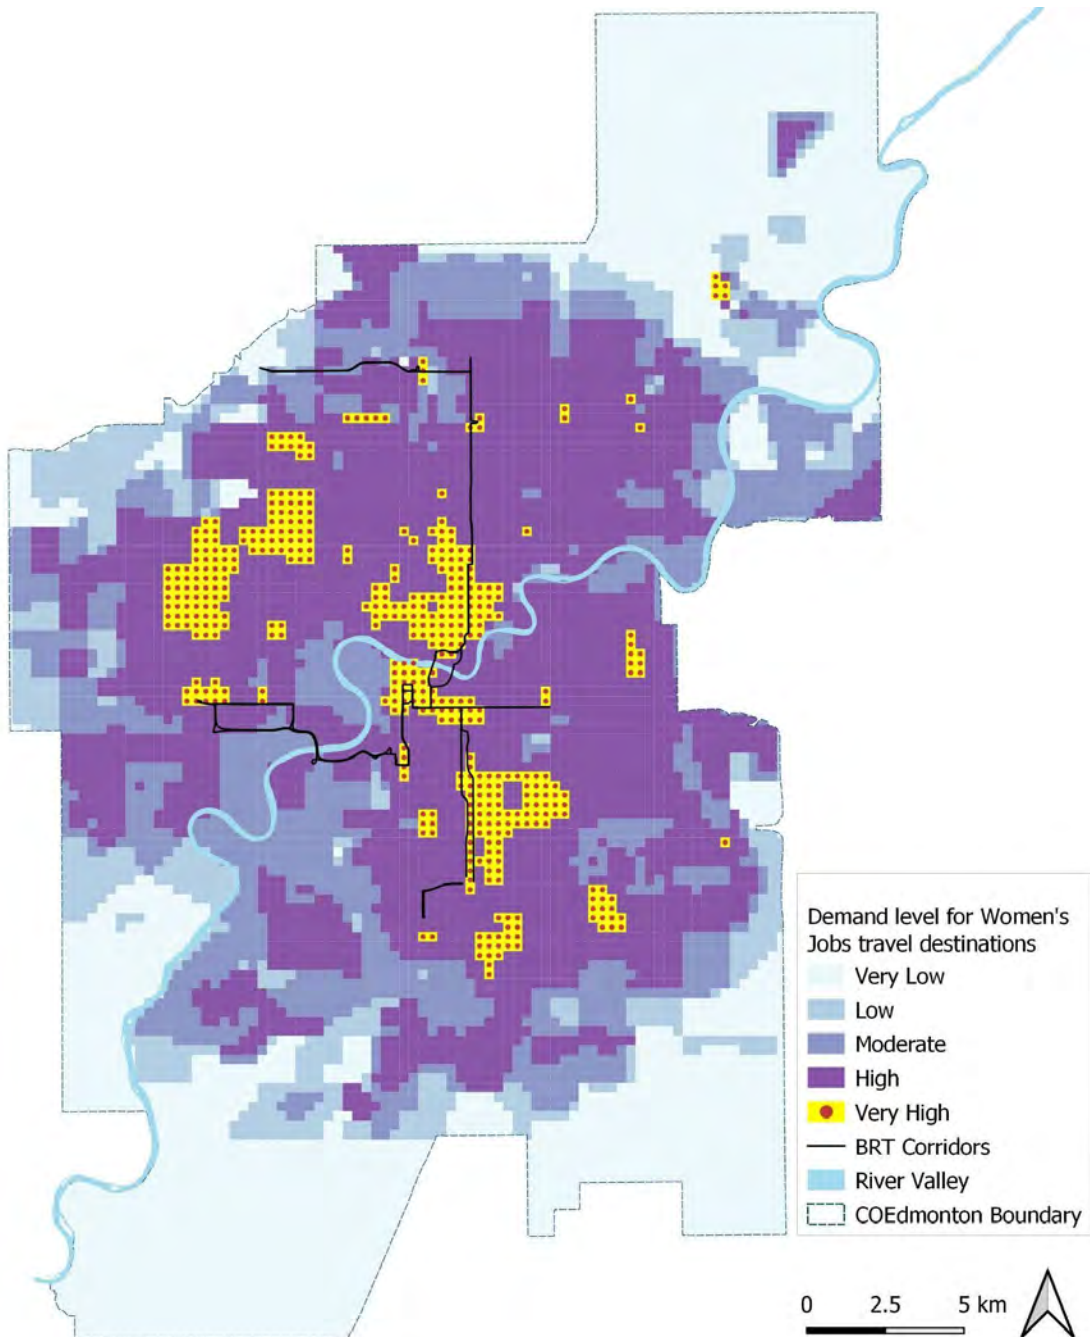 Demand level for Women's
Jobs travel destinations
Very Low
Low
Moderate
High
Very High
BRT Corridors
River Valley
COEdmonton Boundary
0 2.5 5 km